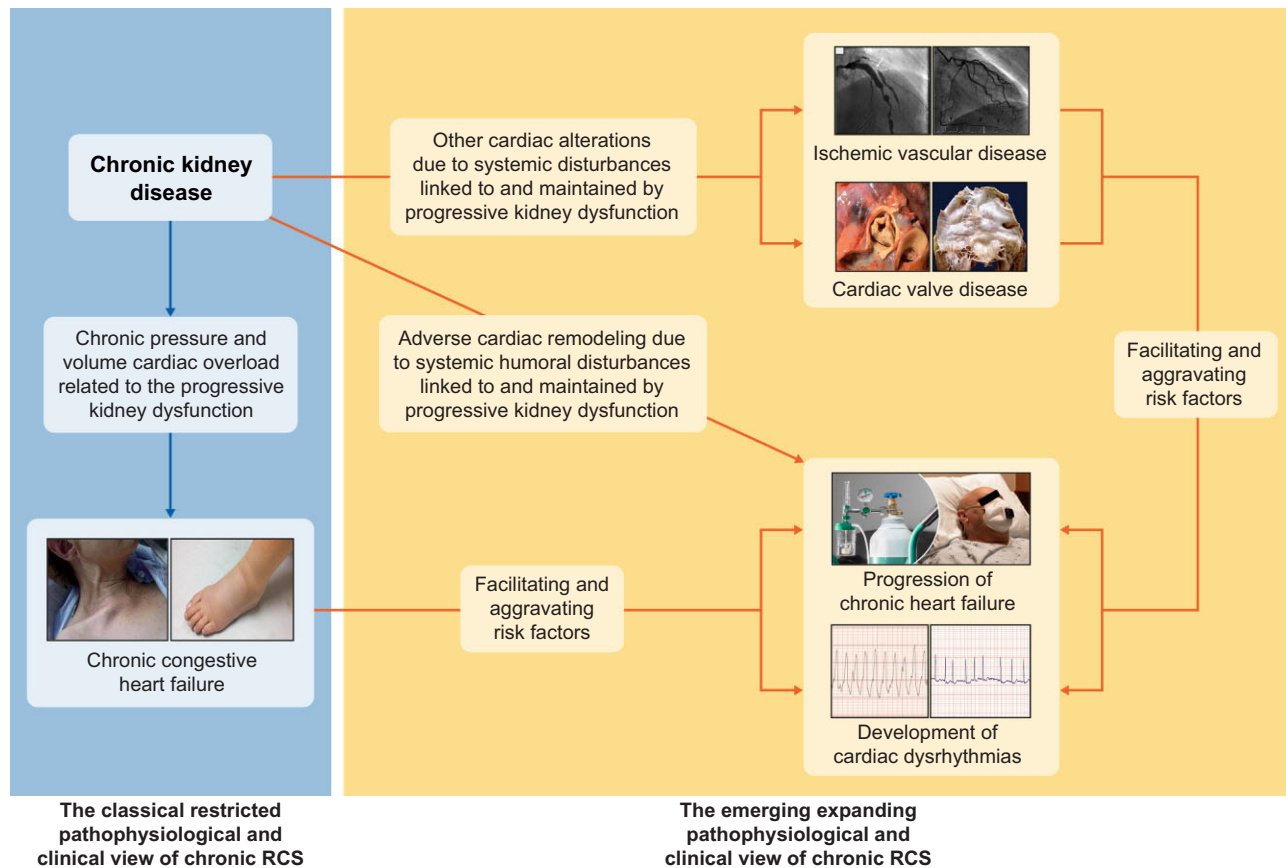 Chronic kidney
disease
Chronic pressure and
volume cardiac overload
related to the progressive
kidney dysfunction
Chronic congestive
heart failure
The classical restricted
pathophysiological and
clinical view of chronic RCS
Other cardiac alterations
due to systemic disturbances
linked to and maintained by
progressive kidney dysfunction
Ischemic vascular disease
Cardiac valve disease
Adverse cardiac remodeling due
to systemic humoral disturbances
linked to and maintained by
progressive kidney dysfunction
Facilitating and
aggravating
risk factors
Facilitating and
aggravating
risk factors
Progression of
chronic heart failure
Development of
cardiac dysrhythmias
The emerging expanding
pathophysiological and
clinical view of chronic RCS